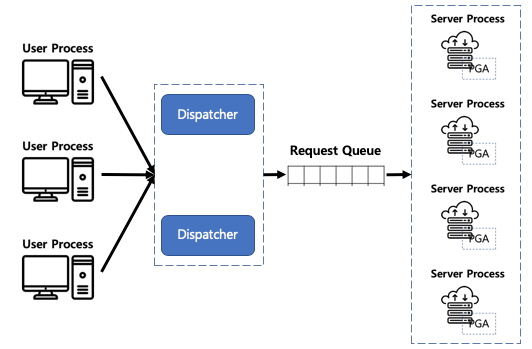 User Process
User Process
User Process
Dispatcher
Dispatcher
Request Queue
Server Process
PGA
Server Process
PGA
Server Process
PGA
Server Process
PGA